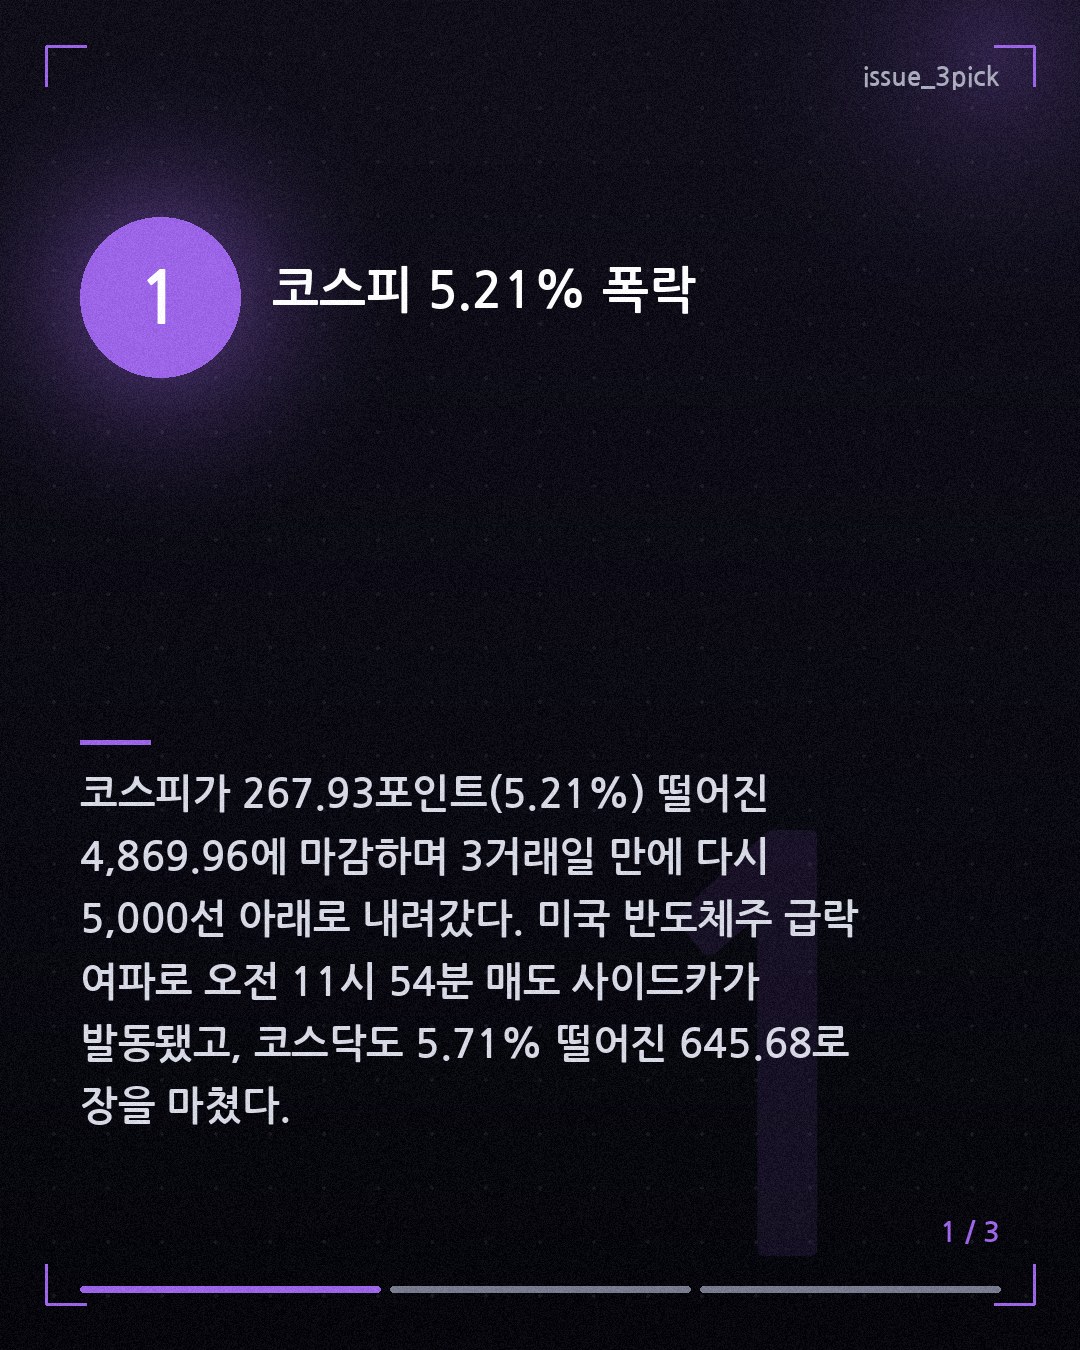 issue_3pick
1
코스피 5.21% 폭락
코스피가 267.93포인트(5.21%) 떨어진
4,869.96에 마감하며 3거래일 만에 다시
5,000선 아래로 내려갔다. 미국 반도체주 급락
여파로 오전 11시 54분 매도 사이드카가
발동됐고, 코스닥도 5.71% 떨어진 645.68로
장을 마쳤다.
1
1 / 3